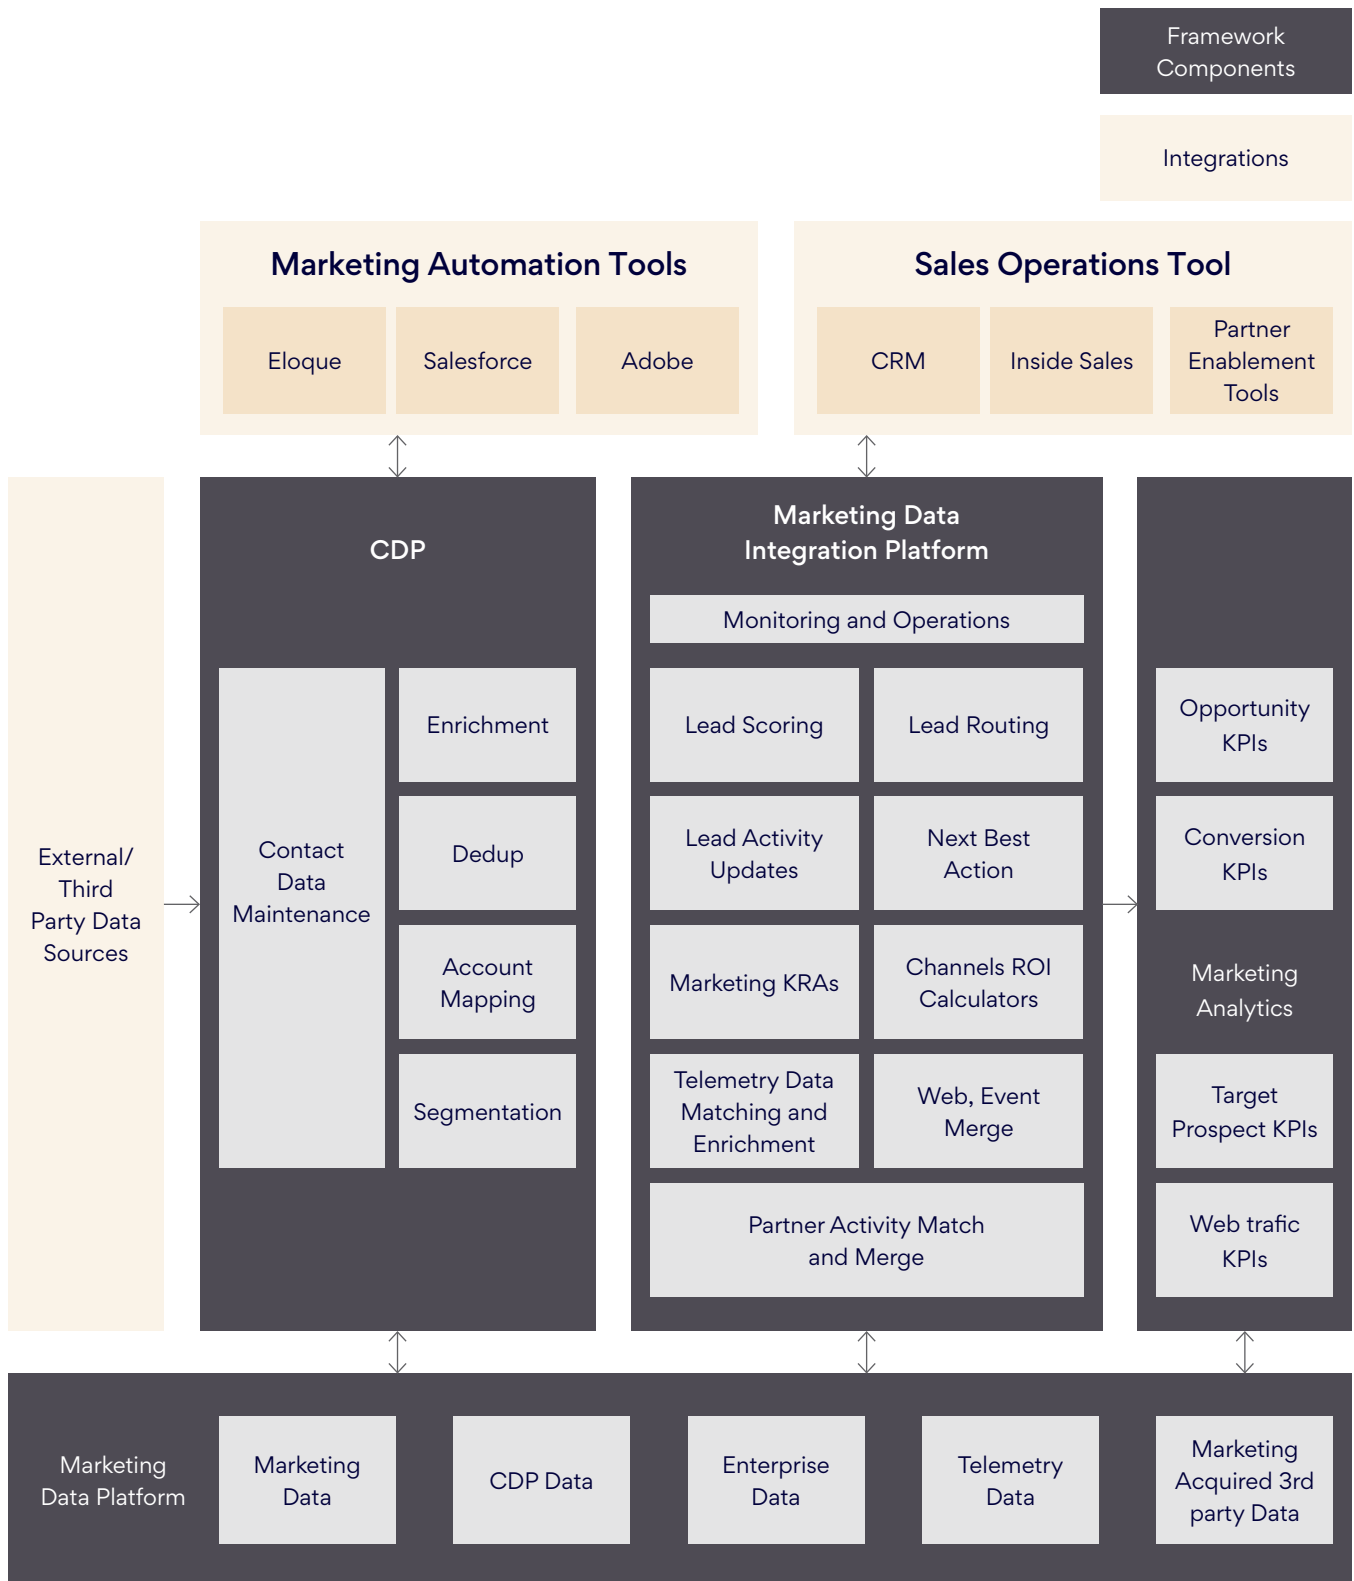 Framework
Components
Integrations
Marketing Automation Tools
Eloque
Salesforce
Adobe
Sales Operations Tool
CRM
Inside Sales
Partner
Enablement
Tools
External/
Third
Party Data
Sources
CDP
Contact
Data
Maintenance
Enrichment
Dedup
Account
Mapping
Segmentation
Marketing Data
Integration Platform
Monitoring and Operations
Lead Scoring
Lead Routing
Lead Activity
Updates
Next Best
Action
Marketing KRAs
Channels ROI
Calculators
Telemetry Data
Matching and
Enrichment
Web, Event
Merge
Partner Activity Match
and Merge
Opportunity
KPIs
Conversion
KPIs
Marketing
Analytics
Target
Prospect KPIs
Web trafic
KPIs
Marketing
Data Platform
Marketing
Data
CDP Data
Enterprise
Data
Telemetry
Data
Marketing
Acquired 3rd
party Data